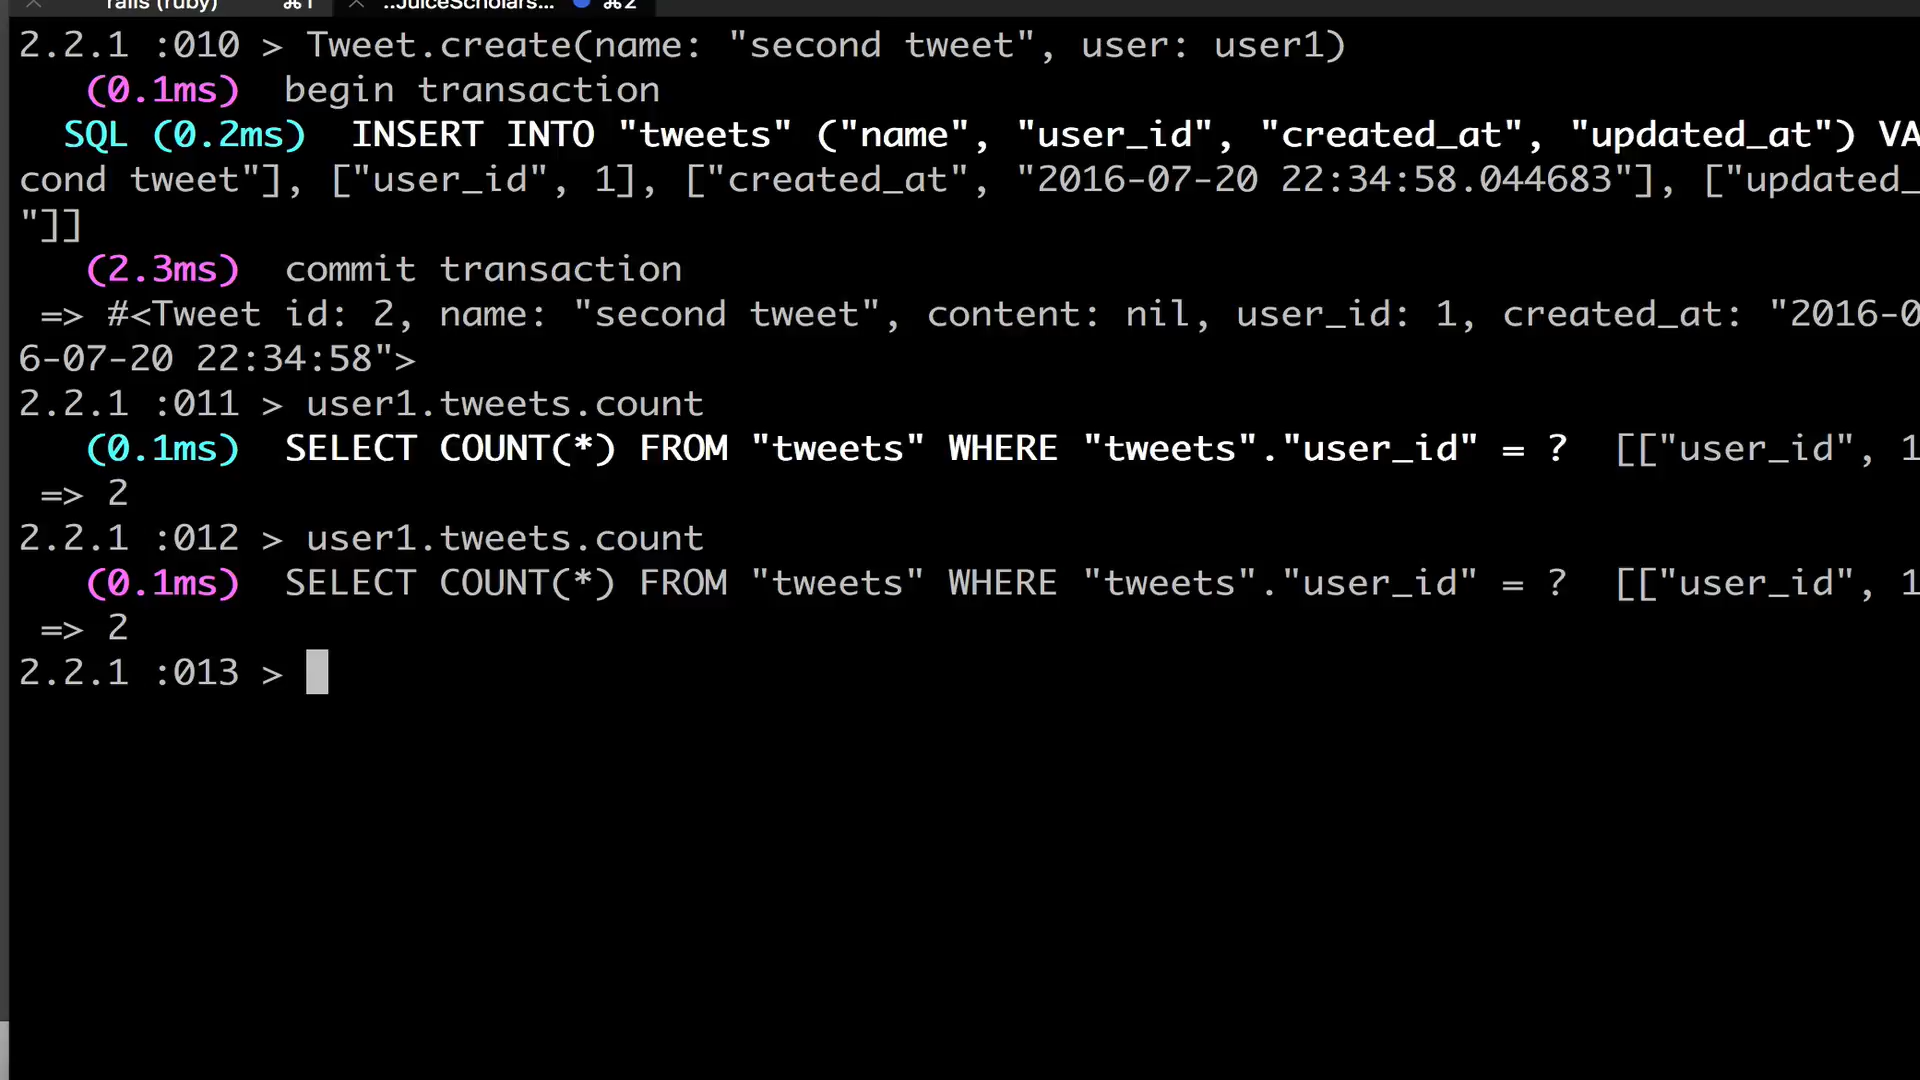 rails (ruby) ⌘1 ..JuiceScholars... ⌘2
2.2.1 :010 > Tweet.create(name: "second tweet", user: user1)
(0.1ms) begin transaction
SQL (0.2ms) INSERT INTO "tweets" ("name", "user_id", "created_at", "updated_at") VA
cond tweet"], ["user_id", 1], ["created_at", "2016-07-20 22:34:58.044683"], ["updated_
"]]
(2.3ms) commit transaction
=> #<Tweet id: 2, name: "second tweet", content: nil, user_id: 1, created_at: "2016-0
6-07-20 22:34:58">
2.2.1 :011 > user1.tweets.count
(0.1ms) SELECT COUNT(*) FROM "tweets" WHERE "tweets"."user_id" = ? [["user_id", 1
=> 2
2.2.1 :012 > user1.tweets.count
(0.1ms) SELECT COUNT(*) FROM "tweets" WHERE "tweets"."user_id" = ? [["user_id", 1
=> 2
2.2.1 :013 >